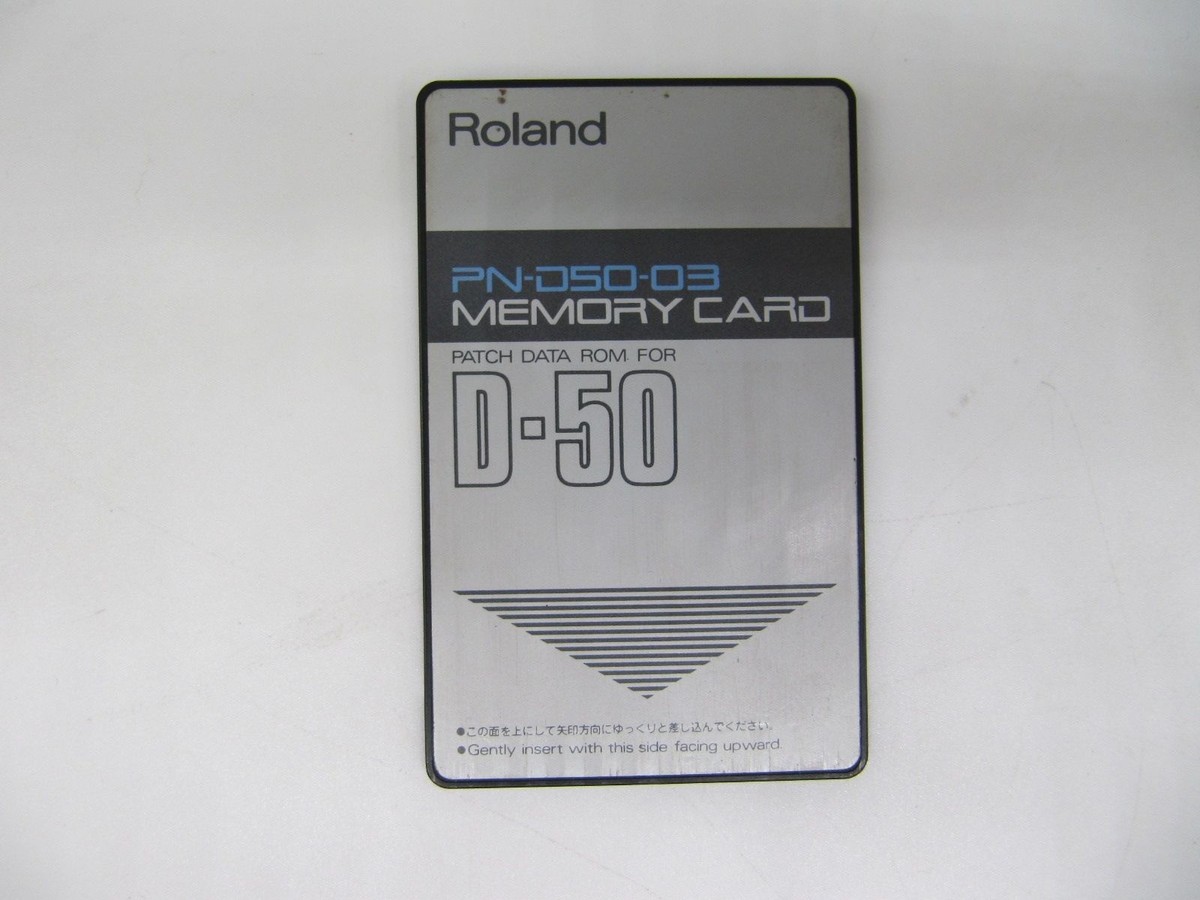 Roland
PN-D50-03
MEMORY CARD
PATCH DATA ROM FOR
D-50
●この面を上にして矢印方向にゆっくりと差し込んでください。
●Gently insert with this side facing upward.